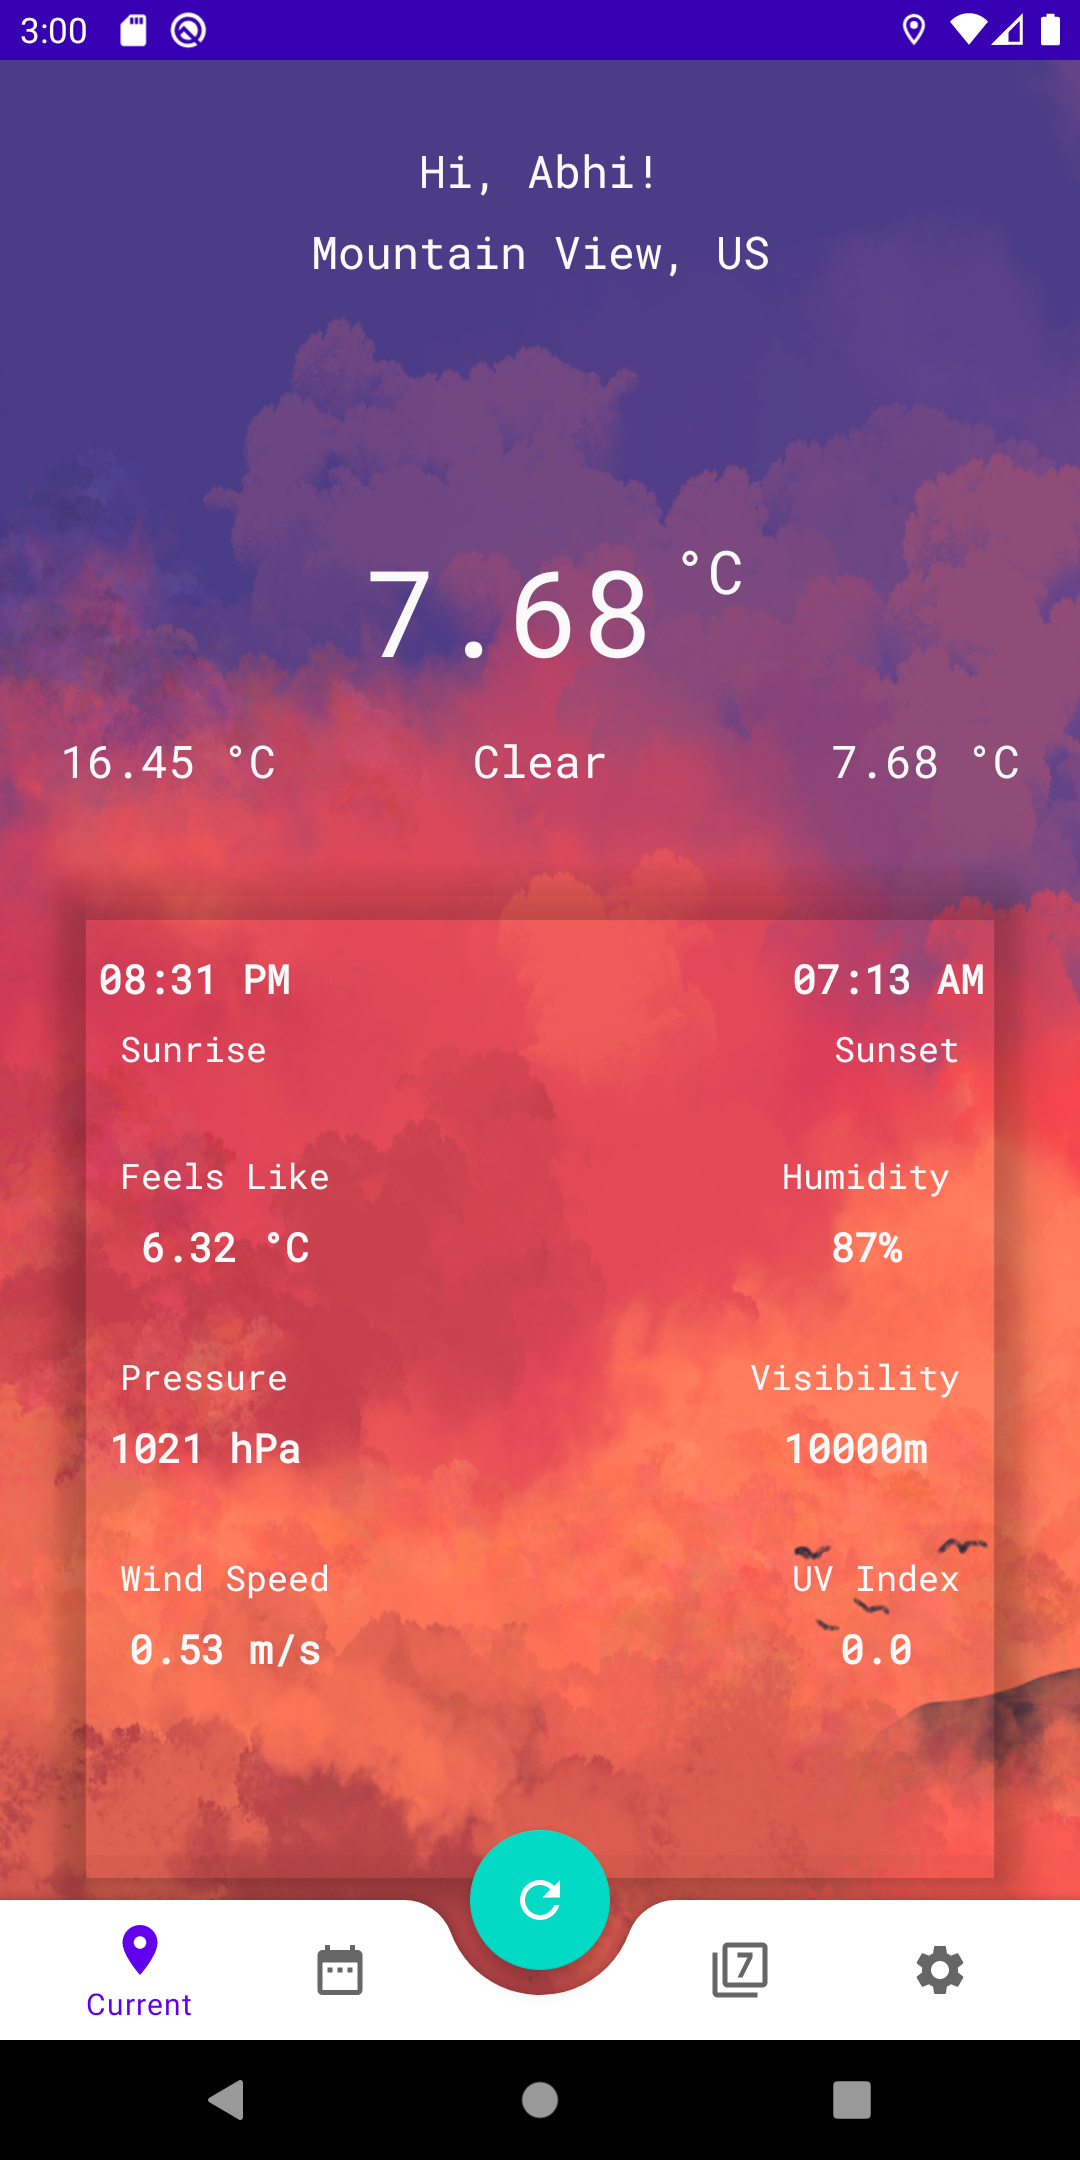 3:00
Hi, Abhi!
Mountain View, US
7.68 °C
16.45 °C Clear 7.68 °C
08:31 PM 07:13 AM
Sunrise Sunset
Feels Like Humidity
6.32 °C 87%
Pressure Visibility
1021 hPa 10000m
Wind Speed UV Index
0.53 m/s 0.0
7
Current